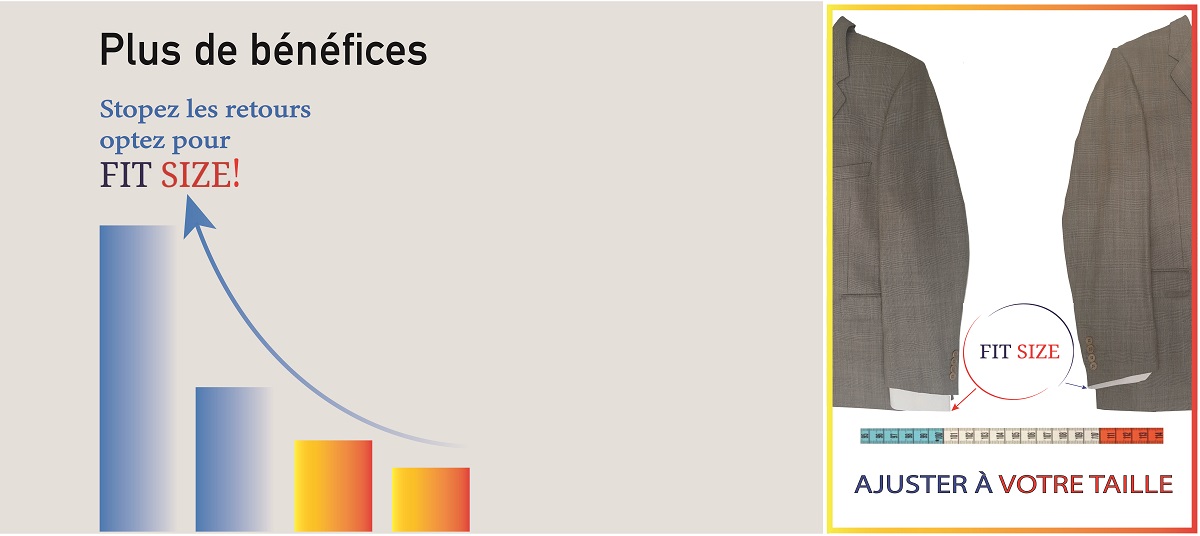 Plus de bénéfices
Stopez les retours
optez pour
FIT SIZE!
FIT SIZE
AJUSTER À VOTRE TAILLE